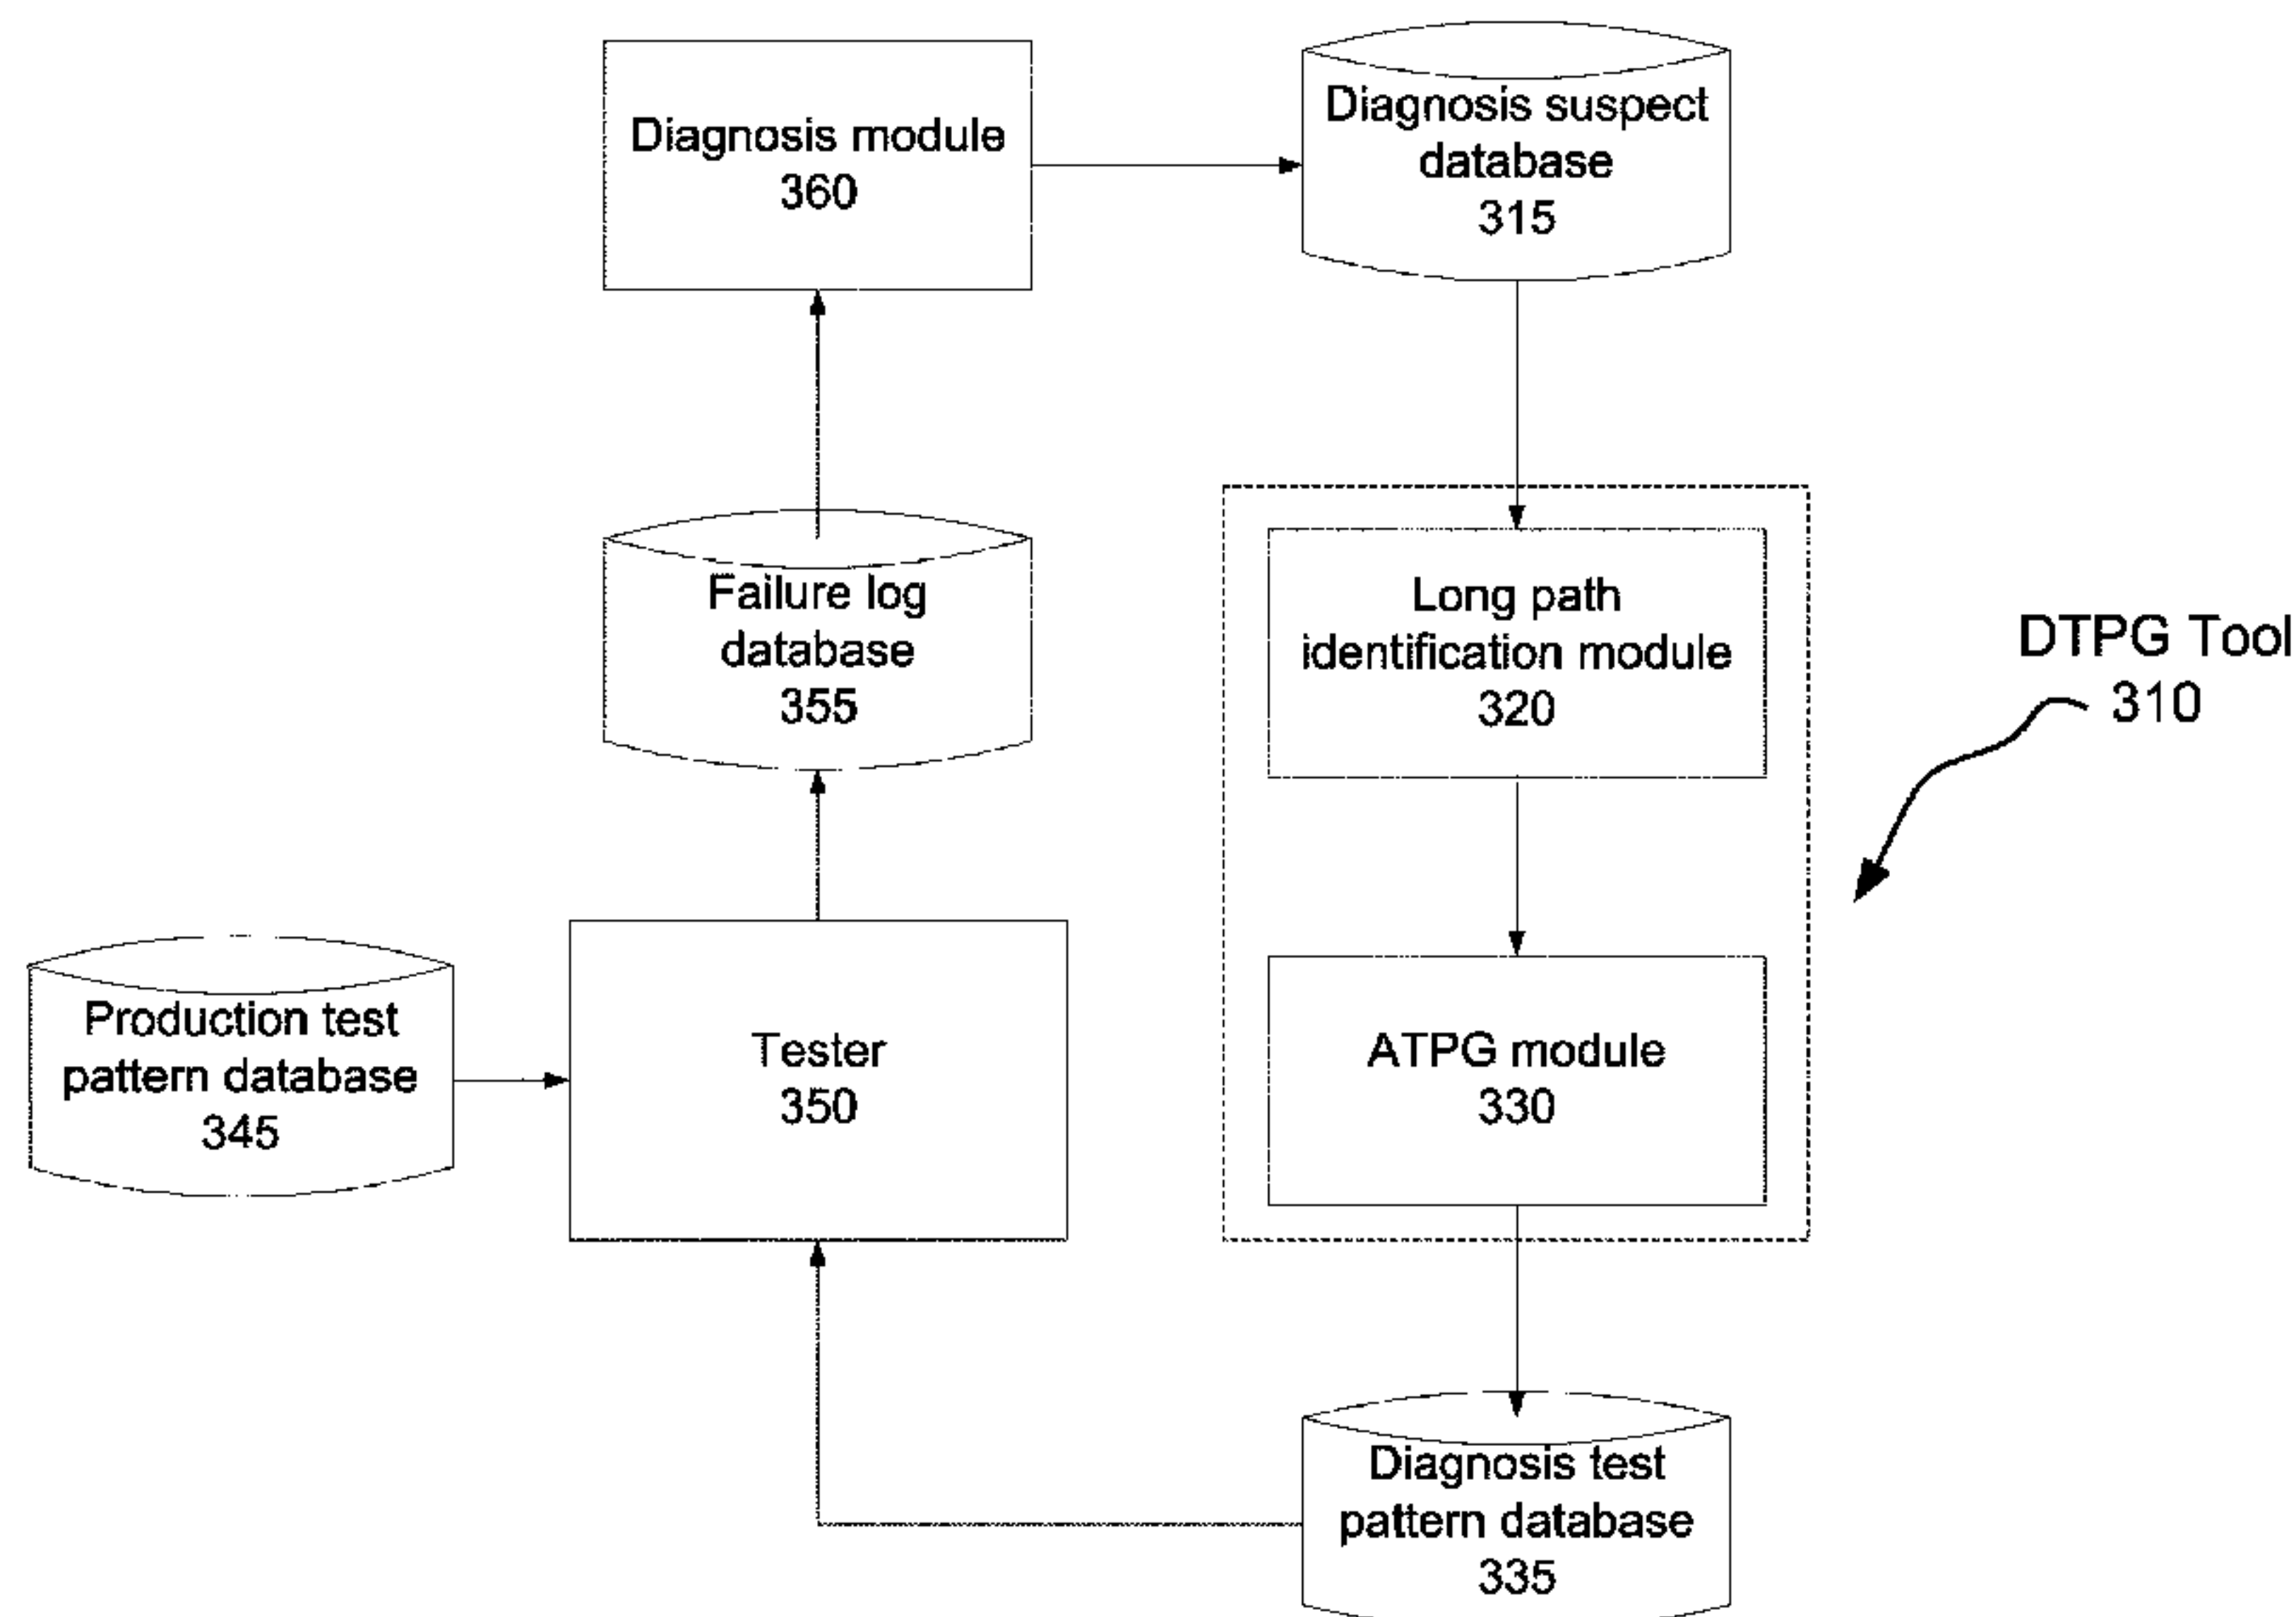 Diagnosis module
360
Diagnosis suspect
database
315
Failure log
database
355
Long path
identification module
320
DTPG Tool
310
Production test
pattern database
345
Tester
350
ATPG module
330
Diagnosis test
pattern database
335